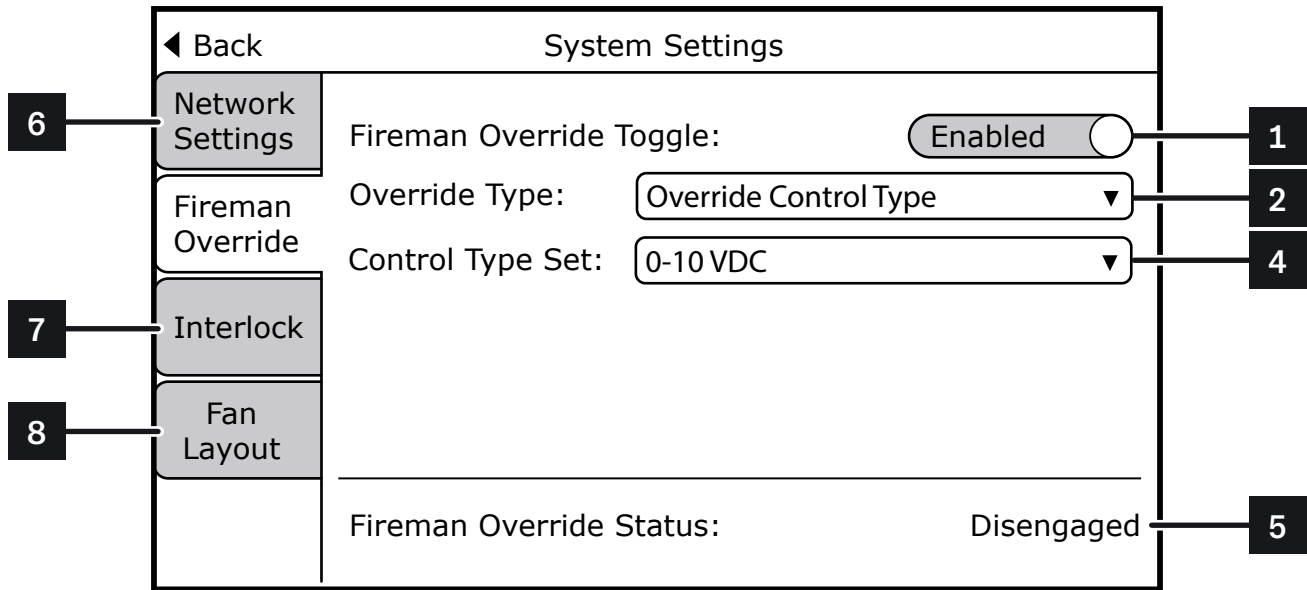 ◀ Back
System Settings
6
Network
Settings
Fireman Override Toggle:
Enabled
1
Fireman
Override
Override Type:
Override Control Type ▼
2
Control Type Set:
0-10 VDC ▼
4
7
Interlock
8
Fan
Layout
Fireman Override Status:
Disengaged
5